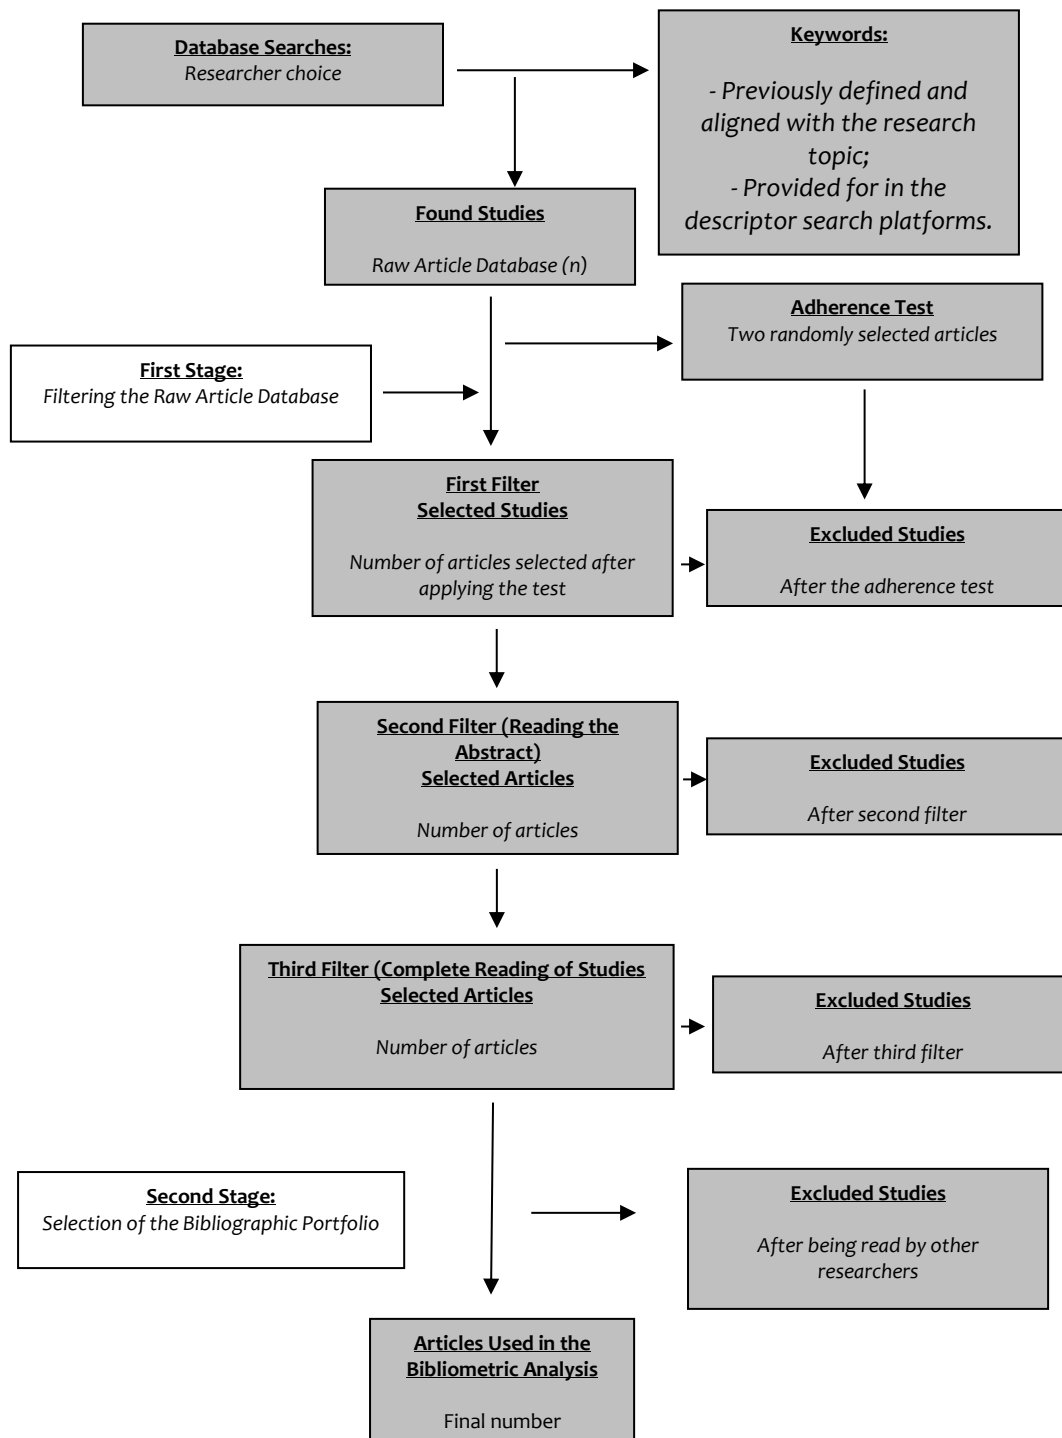 Database Searches:
Researcher choice
Keywords:
- Previously defined and
aligned with the research
topic;
- Provided for in the
descriptor search platforms.
Found Studies
Raw Article Database (n)
Adherence Test
Two randomly selected articles
First Stage:
Filtering the Raw Article Database
First Filter
Selected Studies
Number of articles selected after
applying the test
Excluded Studies
After the adherence test
Second Filter (Reading the
Abstract)
Selected Articles
Number of articles
Excluded Studies
After second filter
Third Filter (Complete Reading of Studies
Selected Articles
Number of articles
Excluded Studies
After third filter
Second Stage:
Selection of the Bibliographic Portfolio
Excluded Studies
After being read by other
researchers
Articles Used in the
Bibliometric Analysis
Final number